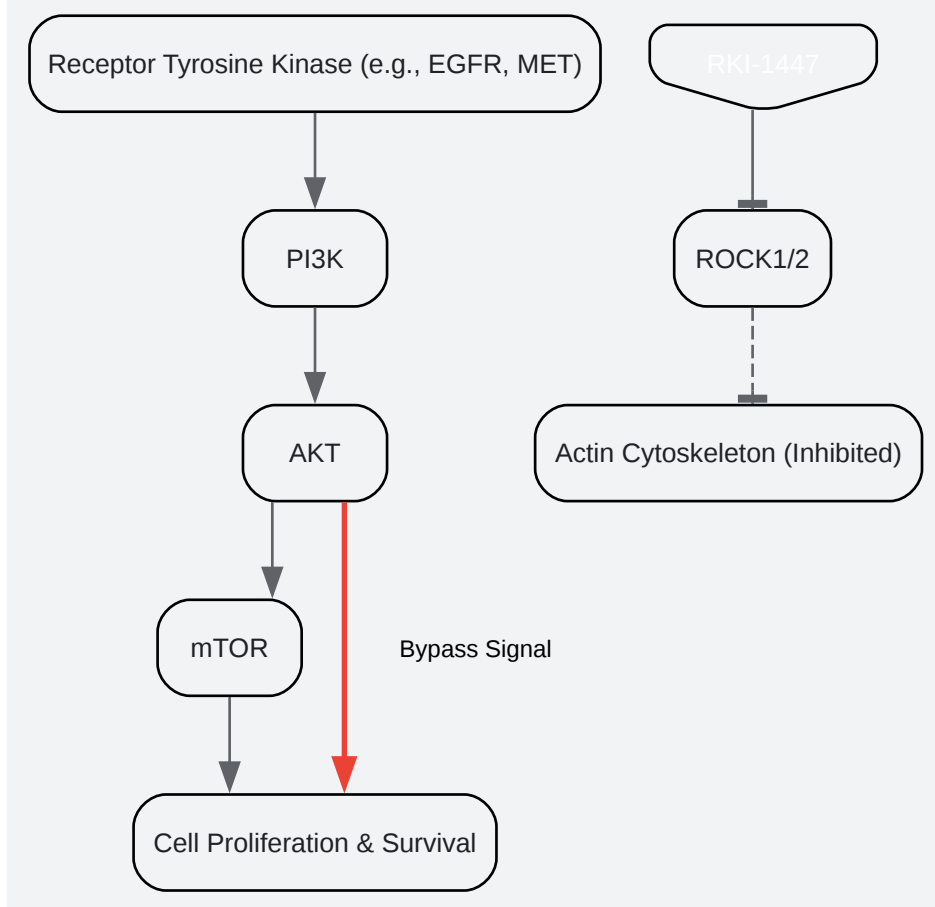 Receptor Tyrosine Kinase (e.g., EGFR, MET)
RKI-1447
PI3K
ROCK1/2
AKT
Actin Cytoskeleton (Inhibited)
mTOR
Bypass Signal
Cell Proliferation & Survival